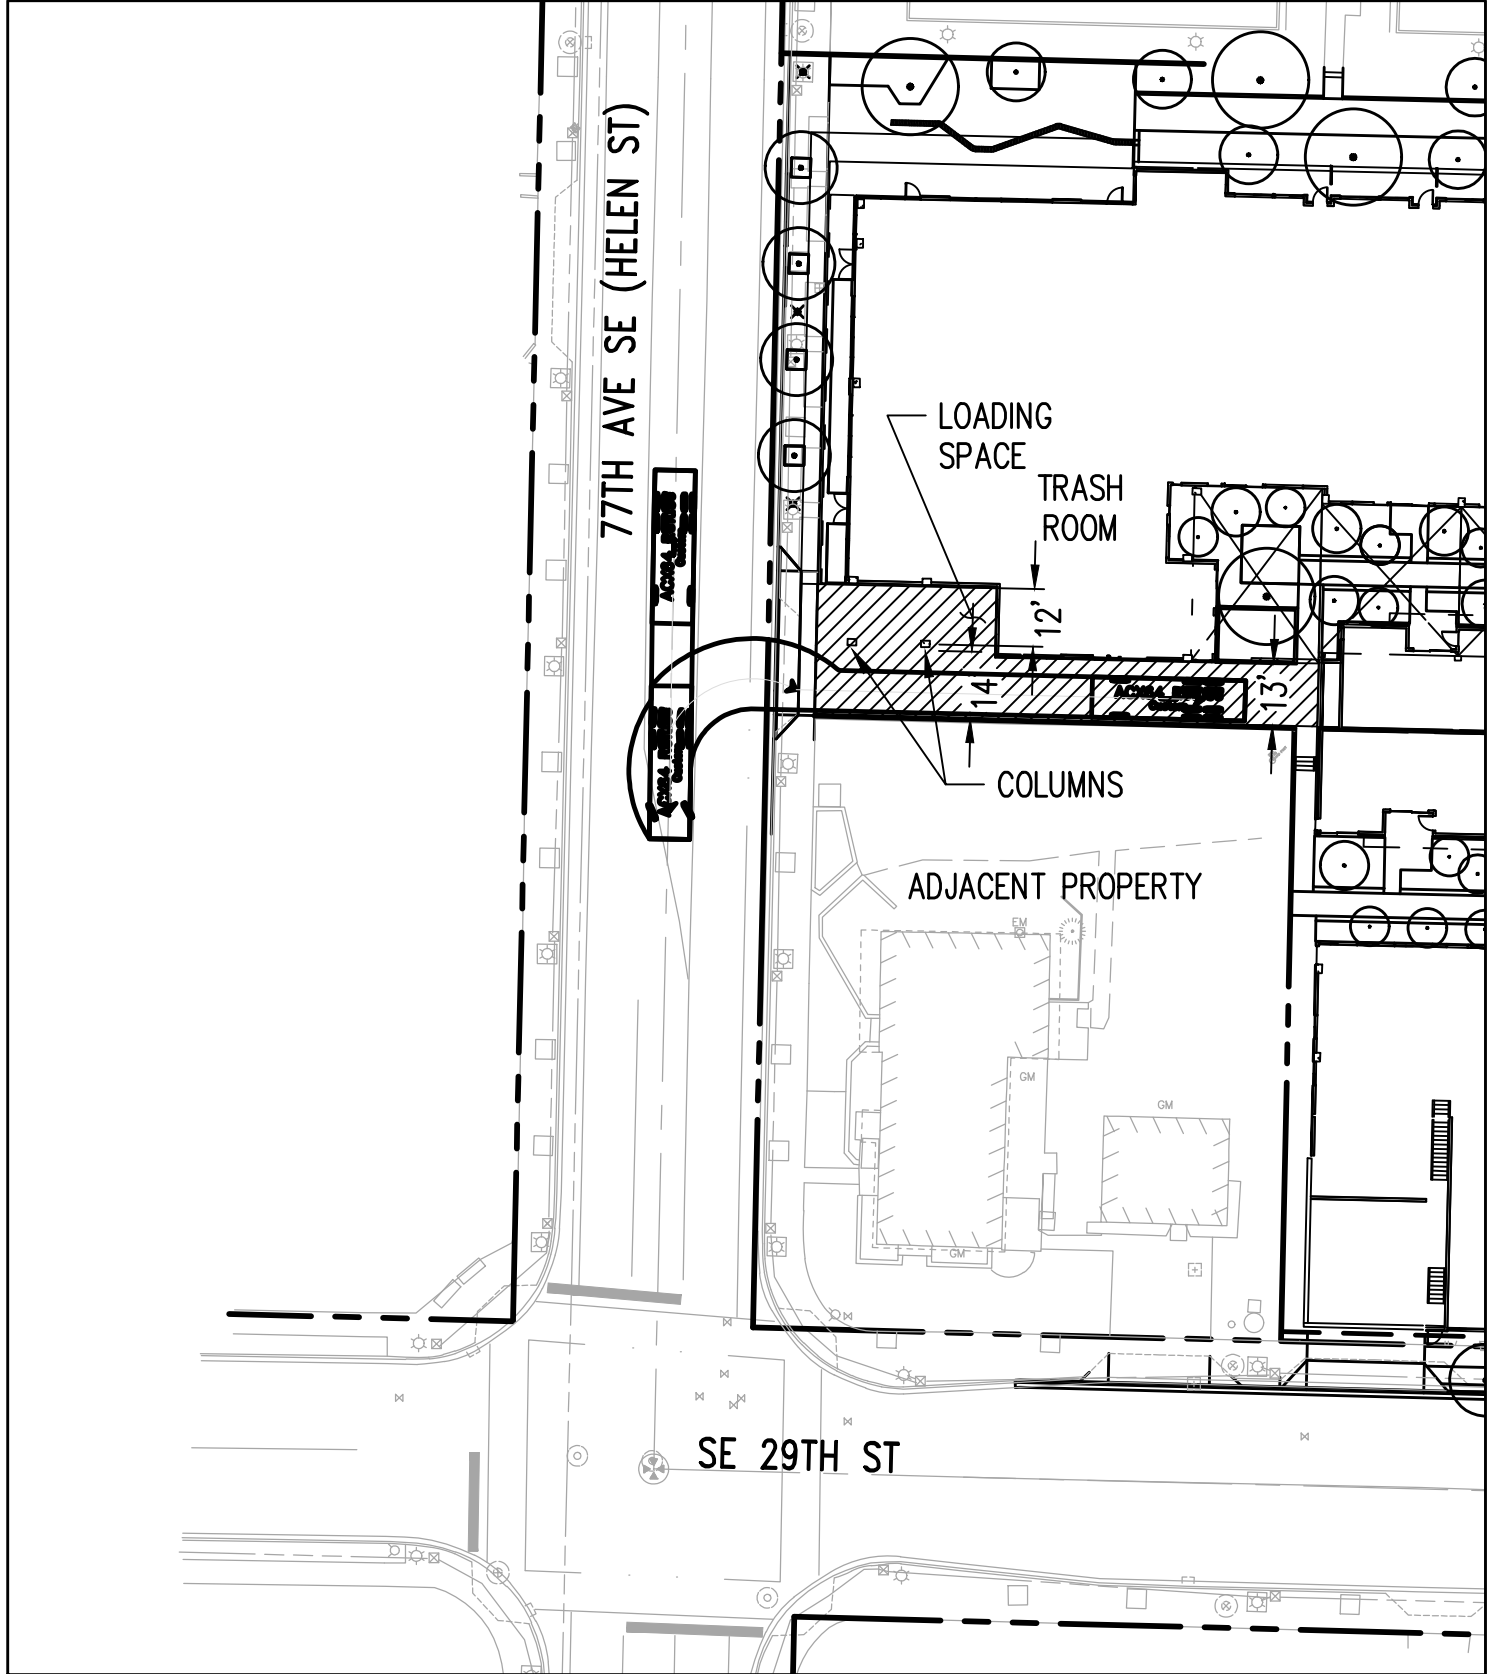 77TH AVE SE (HELEN ST)
LOADING
SPACE
TRASH
ROOM
12'
14'
13'
COLUMNS
ADJACENT PROPERTY
EM
GM
GM
GM
SE 29TH ST